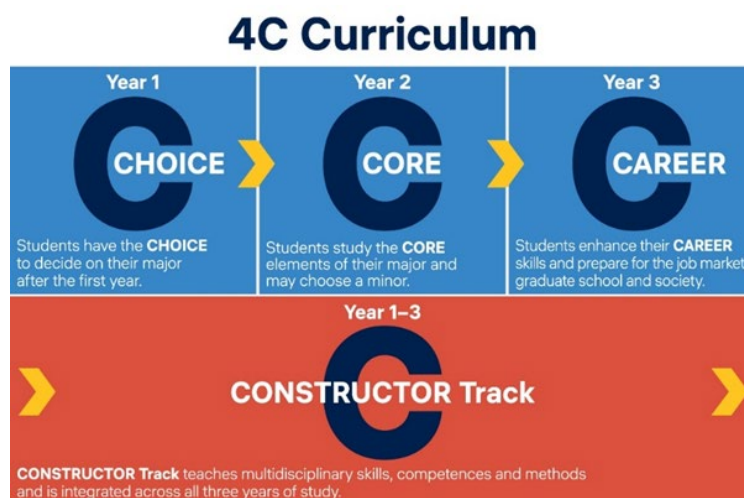 4C Curriculum
Year 1
CHOICE
Students have the CHOICE
to decide on their major
after the first year.
Year 2
CORE
Students study the CORE
elements of their major and
may choose a minor.
Year 3
CAREER
Students enhance their CAREER
skills and prepare for the job market
graduate school and society.
Year 1–3
CONSTRUCTOR Track
CONSTRUCTOR Track teaches multidisciplinary skills, competences and methods
and is integrated across all three years of study.